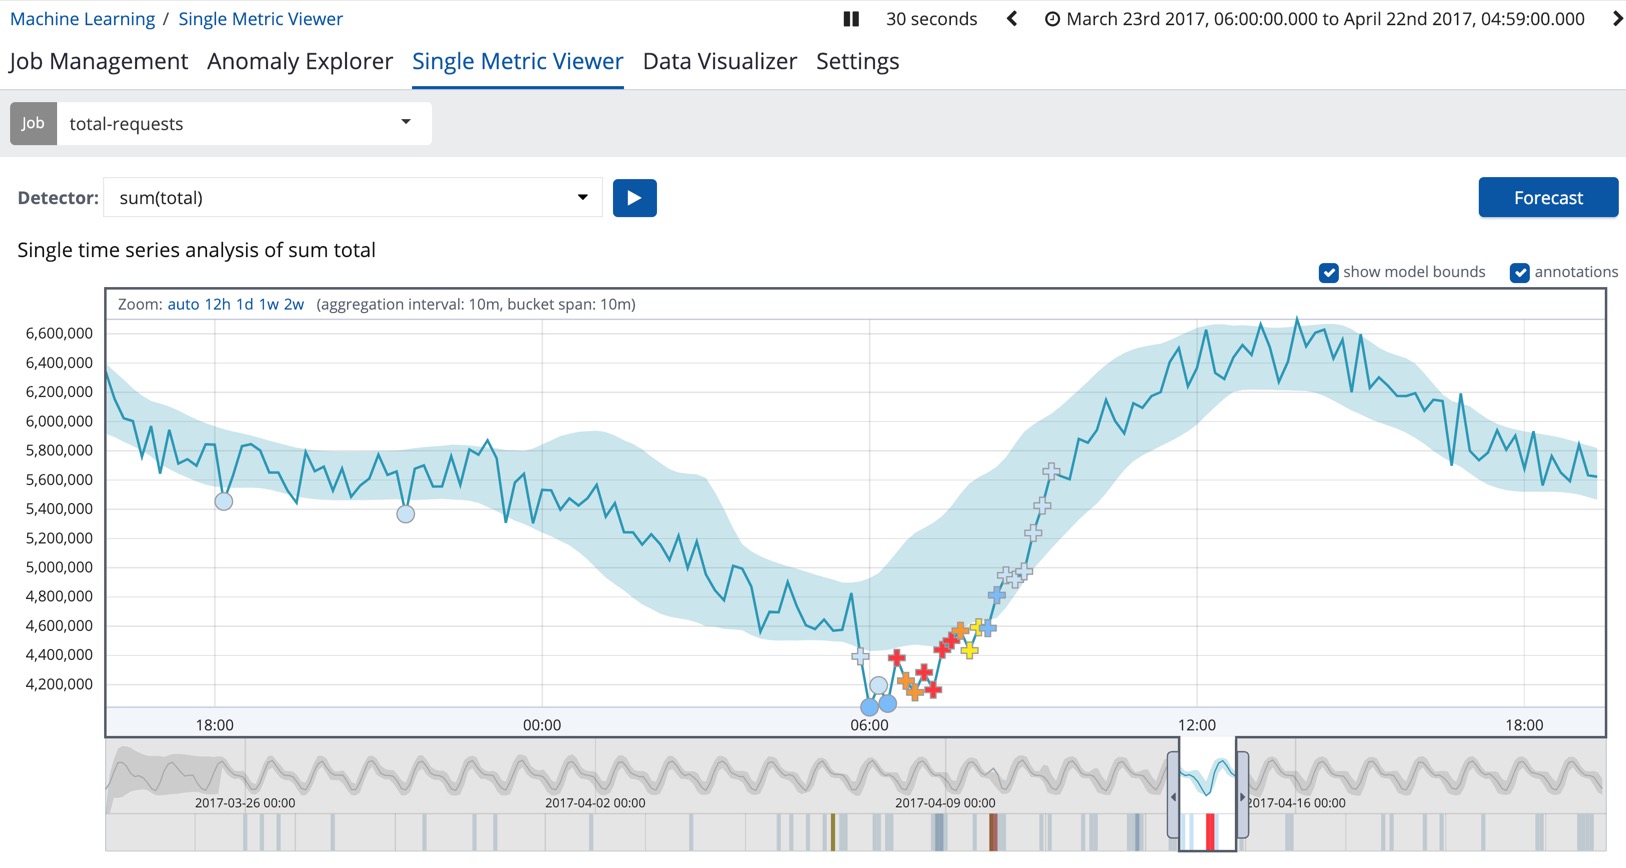 Machine Learning / Single Metric Viewer 30 seconds March 23rd 2017, 06:00:00.000 to April 22nd 2017, 04:59:00.000
Job Management Anomaly Explorer Single Metric Viewer Data Visualizer Settings
Job total-requests
Detector: sum(total) Forecast
Single time series analysis of sum total
show model bounds annotations
Zoom: auto 12h 1d 1w 2w (aggregation interval: 10m, bucket span: 10m)
6,600,000
6,400,000
6,200,000
6,000,000
5,800,000
5,600,000
5,400,000
5,200,000
5,000,000
4,800,000
4,600,000
4,400,000
4,200,000
18:00 00:00 06:00 12:00 18:00
2017-03-26 00:00 2017-04-02 00:00 2017-04-09 00:00 2017-04-16 00:00